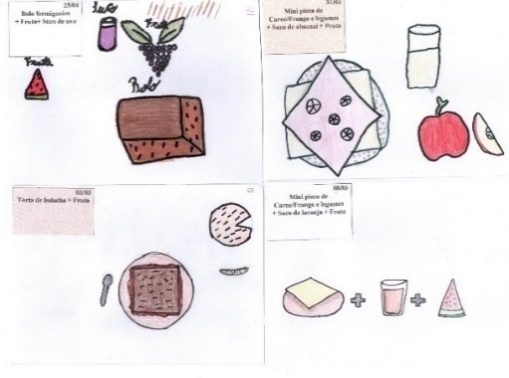 25/04
Bolo formigueiro
+ Fruta+ Suco de uva
Suco
Fruta
Fruta
Bolo
31/03
Mini pizza de
Carne/Frango e legumes
+ Suco de abacaxi + Fruta
03/03
Torta de bolacha + Fruta
Mini pizza de
Carne/Frango e legumes
+ Suco de laranja + Fruta